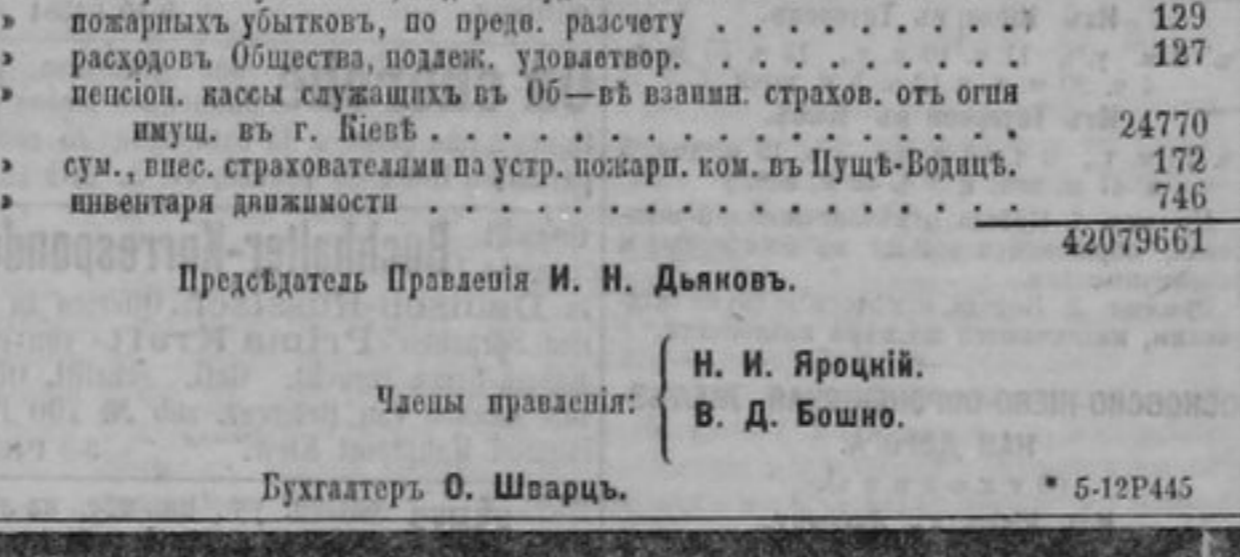 » пожарныхъ убытковъ, по предв. разсчету . . . . . . . . . . 129
» расходовъ Общества, подлеж. удовлетвор. . . . . . . . . . 127
» пенсіон. кассы служащихъ въ Об—вѣ взаимн. страхов. отъ огня
имущ. въ г. Кіевѣ . . . . . . . . . . . . . . . . . 24770
» сум., внес. страхователями на устр. пожарн. ком. въ Пущѣ-Водицѣ. 172
» инвентаря движимости . . . . . . . . . . . . . . . . . 746
42079661
Предсѣдатель Правленія И. Н. Дьяковъ.
Члены правленія:
Н. И. Яроцкій.
В. Д. Бошно.
Бухгалтеръ О. Шварцъ.
* 5-12Р445